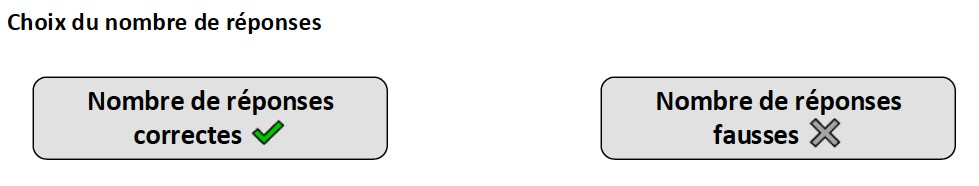 Choix du nombre de réponses
Nombre de réponses
correctes ✔
Nombre de réponses
fausses ✖